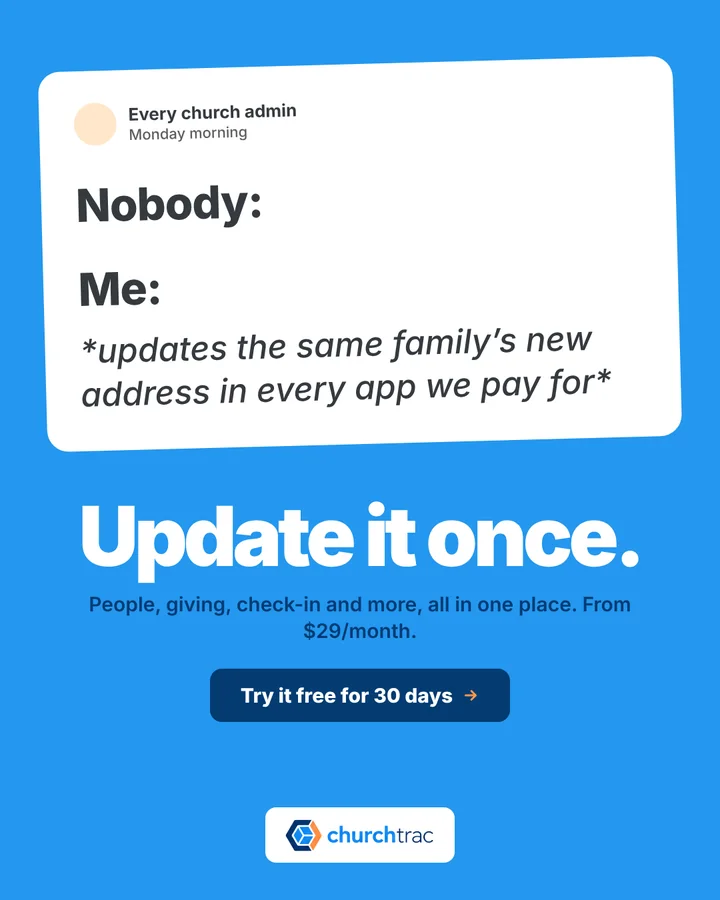 Every church admin
Monday morning
Nobody:
Me:
*updates the same family’s new
address in every app we pay for*
Update it once.
People, giving, check-in and more, all in one place. From
$29/month.
Try it free for 30 days →
churchtrac